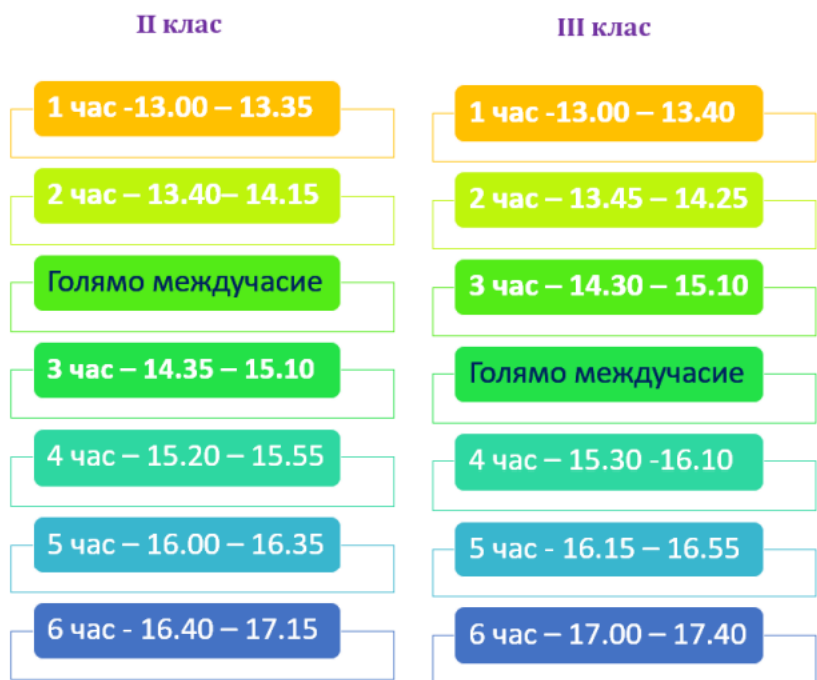 II клас
1 час -13.00 – 13.35
2 час – 13.40– 14.15
Голямо междучасие
3 час – 14.35 – 15.10
4 час – 15.20 – 15.55
5 час – 16.00 – 16.35
6 час - 16.40 – 17.15
III клас
1 час -13.00 – 13.40
2 час – 13.45 – 14.25
3 час – 14.30 – 15.10
Голямо междучасие
4 час – 15.30 -16.10
5 час - 16.15 – 16.55
6 час – 17.00 – 17.40